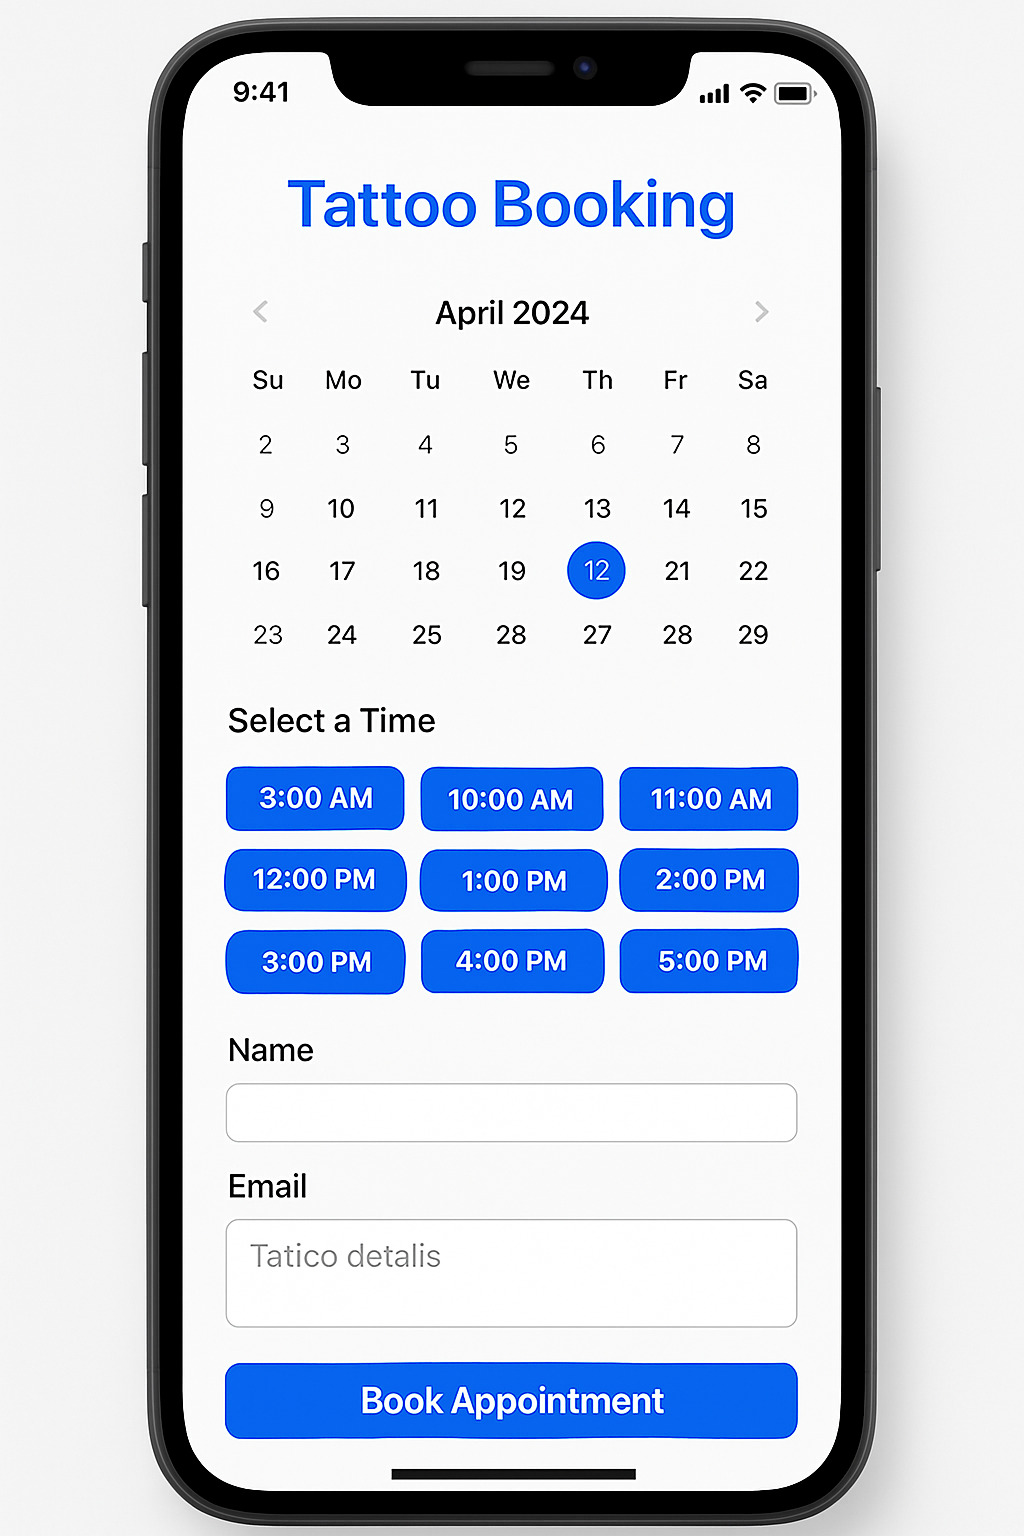 9:41
Tattoo Booking
April 2024
Su Mo Tu We Th Fr Sa
2 3 4 5 6 7 8
9 10 11 12 13 14 15
16 17 18 19 12 21 22
23 24 25 28 27 28 29
Select a Time
3:00 AM 10:00 AM 11:00 AM
12:00 PM 1:00 PM 2:00 PM
3:00 PM 4:00 PM 5:00 PM
Name
Email
Tatico detalis
Book Appointment